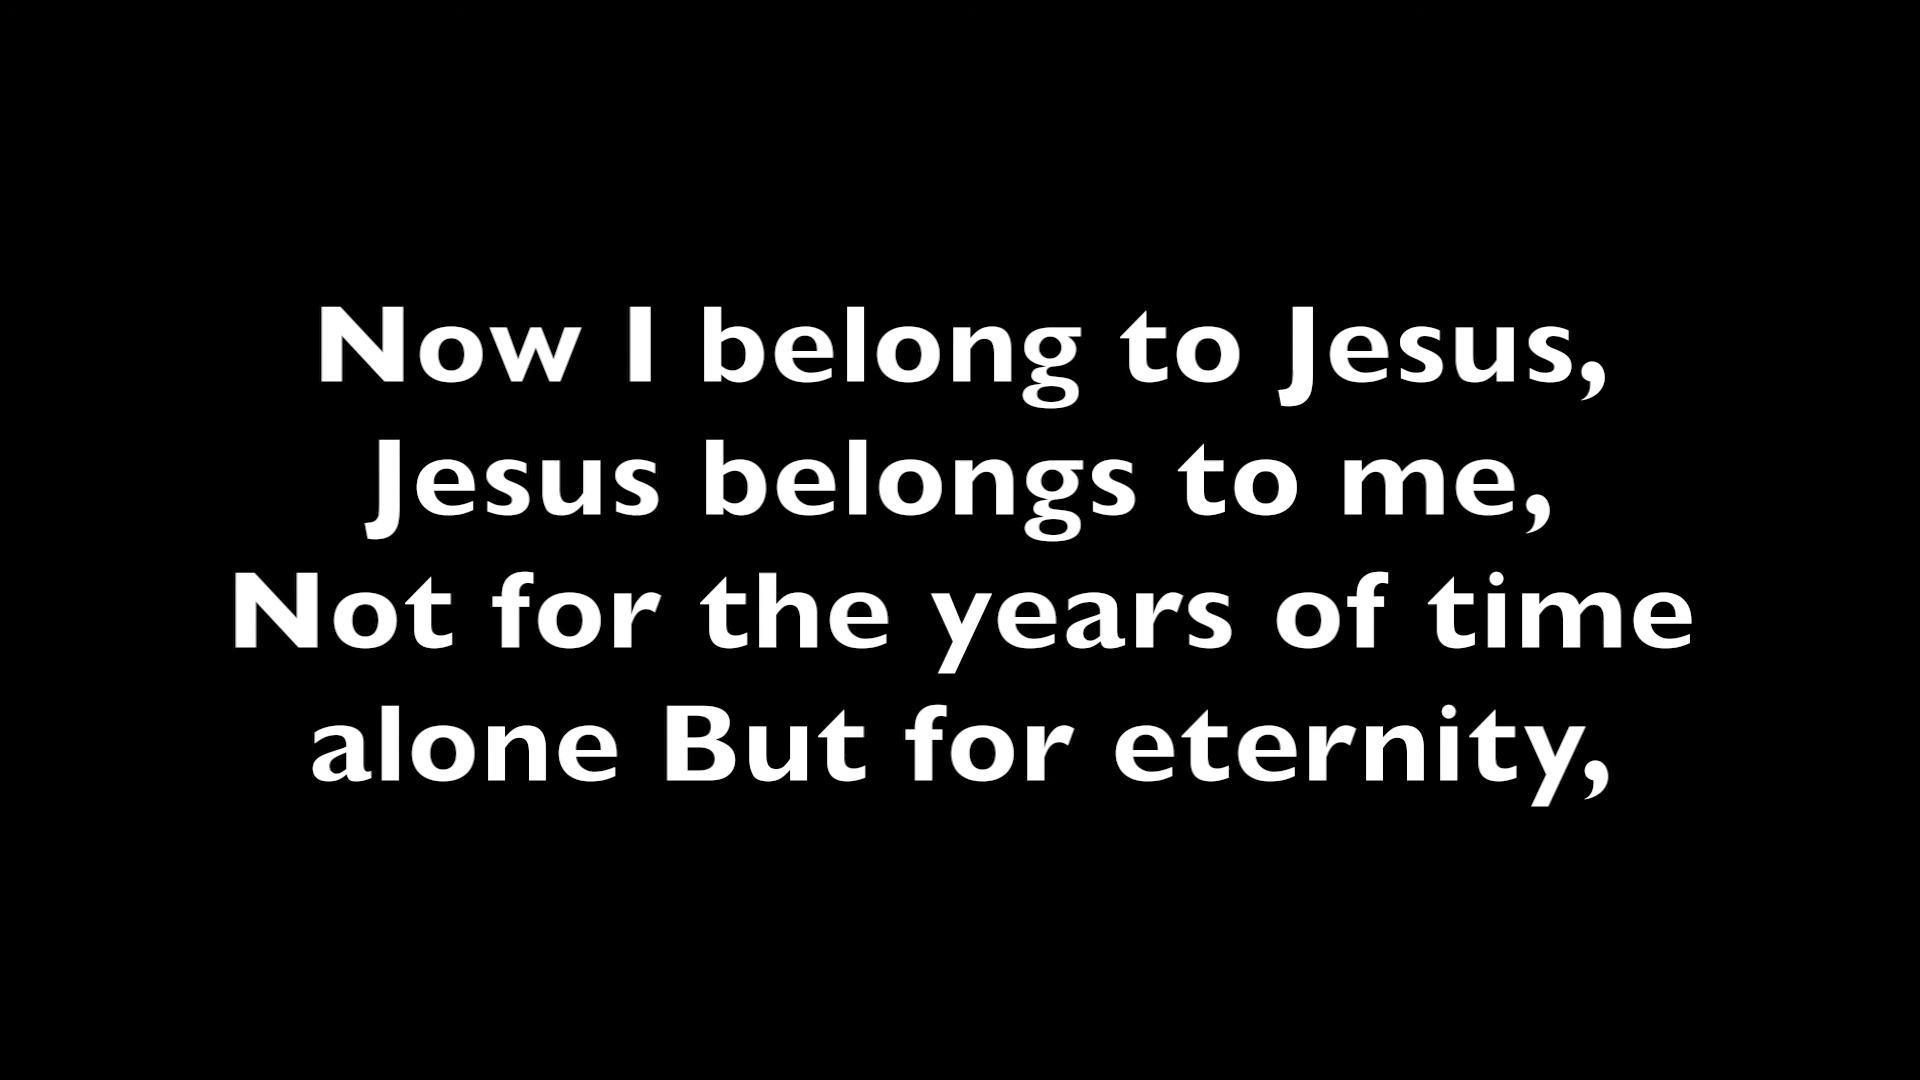 Now I belong to Jesus,
Jesus belongs to me,
Not for the years of time
alone But for eternity,